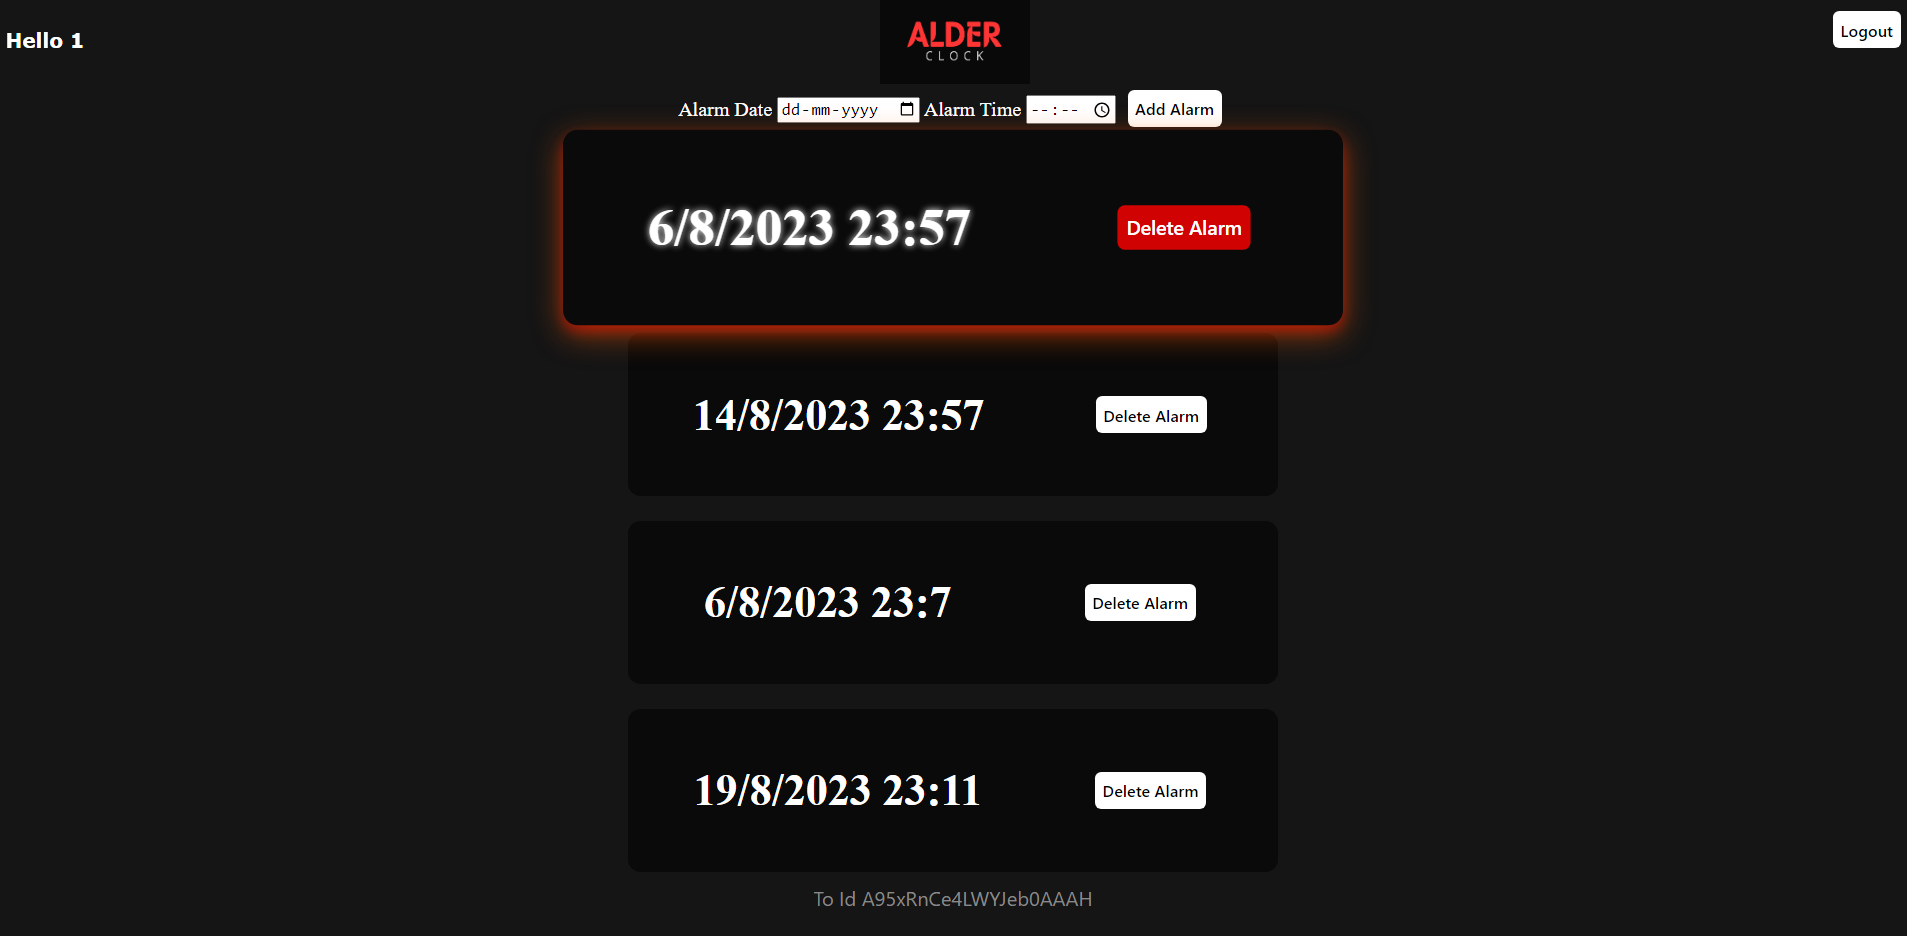 Hello 1
ALDER
CLOCK
Logout
Alarm Date dd-mm-yyyy Alarm Time --:-- Add Alarm
6/8/2023 23:57 Delete Alarm
14/8/2023 23:57 Delete Alarm
6/8/2023 23:7 Delete Alarm
19/8/2023 23:11 Delete Alarm
To Id A95xRnCe4LWYJeb0AAAH